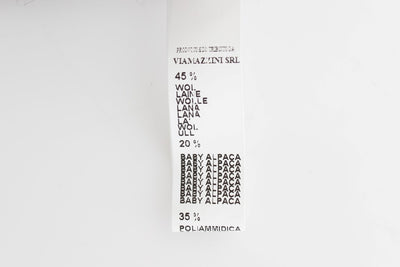 VIAMAZZINI SRL
45 %
WOL
LAINE
WOLLE
LANA
LANA
LA
WOL
ULL
20 %
BABY ALPACA
BABY ALPACA
BABY ALPACA
BABY ALPACA
BABY ALPACA
BABY ALPACA
BABY ALPACA
BABY ALPACA
35 %
POLIAMMIDICA